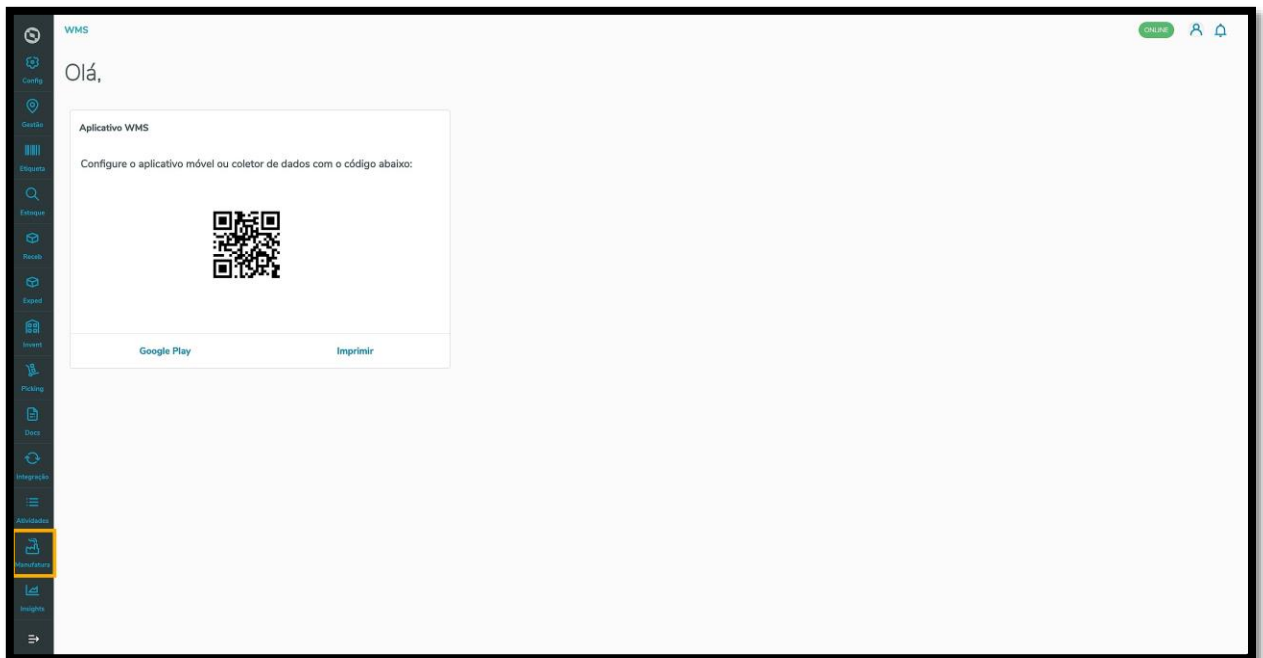 WMS
ONLINE
Olá,
Config
Gestão
Etiqueta
Estoque
Receb
Exped
Invent
Picking
Docs
Integração
Atividades
Manufatura
Insights
Aplicativo WMS
Configure o aplicativo móvel ou coletor de dados com o código abaixo:
Google Play
Imprimir